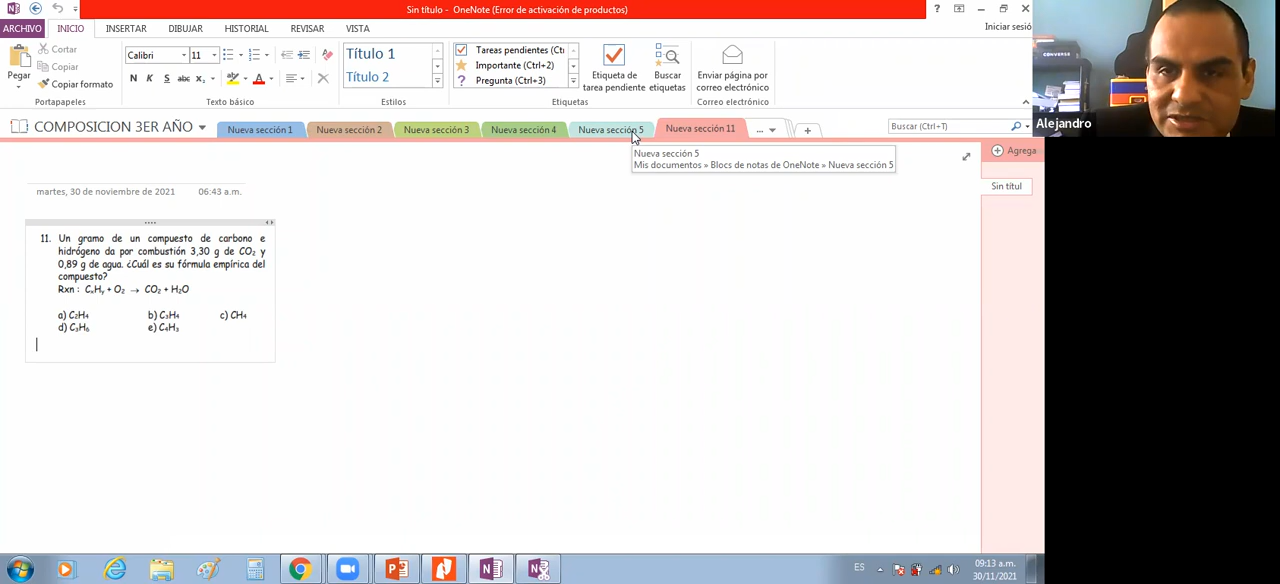 Sin título - OneNote (Error de activación de productos)
Iniciar sesió
ARCHIVO INICIO INSERTAR DIBUJAR HISTORIAL REVISAR VISTA
Pegar
Cortar
Copiar
Copiar formato
Portapapeles
Calibri 11
N K S abc x₂ A
Texto básico
Título 1
Título 2
Estilos
Tareas pendientes (Ctr
Importante (Ctrl+2)
Pregunta (Ctrl+3)
Etiqueta de tarea pendiente
Buscar etiquetas
Etiquetas
Enviar página por correo electrónico
Correo electrónico
CONVERSE
Alejandro
COMPOSICION 3ER AÑO
Nueva sección 1 Nueva sección 2 Nueva sección 3 Nueva sección 4 Nueva sección 5 Nueva sección 11 ...
Buscar (Ctrl+T)
Nueva sección 5
Mis documentos » Blocs de notas de OneNote » Nueva sección 5
Agrega
Sin títul
martes, 30 de noviembre de 2021 06:43 a.m.
11. Un gramo de un compuesto de carbono e
hidrógeno da por combustión 3,30 g de CO₂ y
0,89 g de agua. ¿Cuál es su fórmula empírica del
compuesto?
Rxn : CₓHᵧ + O₂ → CO₂ + H₂O
a) C₂H₄ b) C₃H₄ c) CH₄
d) C₃H₆ e) C₄H₃
ES 09:13 a.m.
30/11/2021